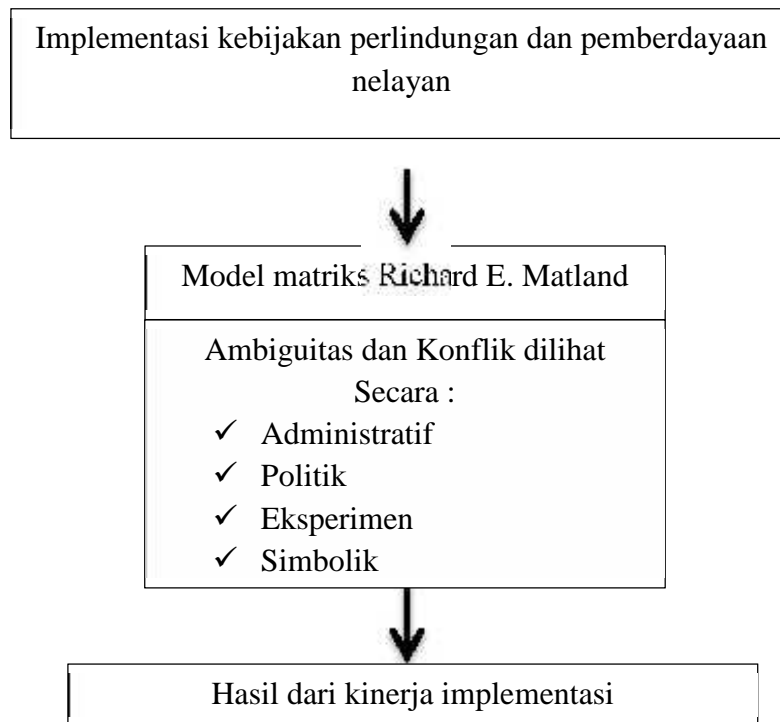 Implementasi kebijakan perlindungan dan pemberdayaan
nelayan
Model matriks Richard E. Matland
Ambiguitas dan Konflik dilihat
Secara :
✓ Administratif
✓ Politik
✓ Eksperimen
✓ Simbolik
Hasil dari kinerja implementasi